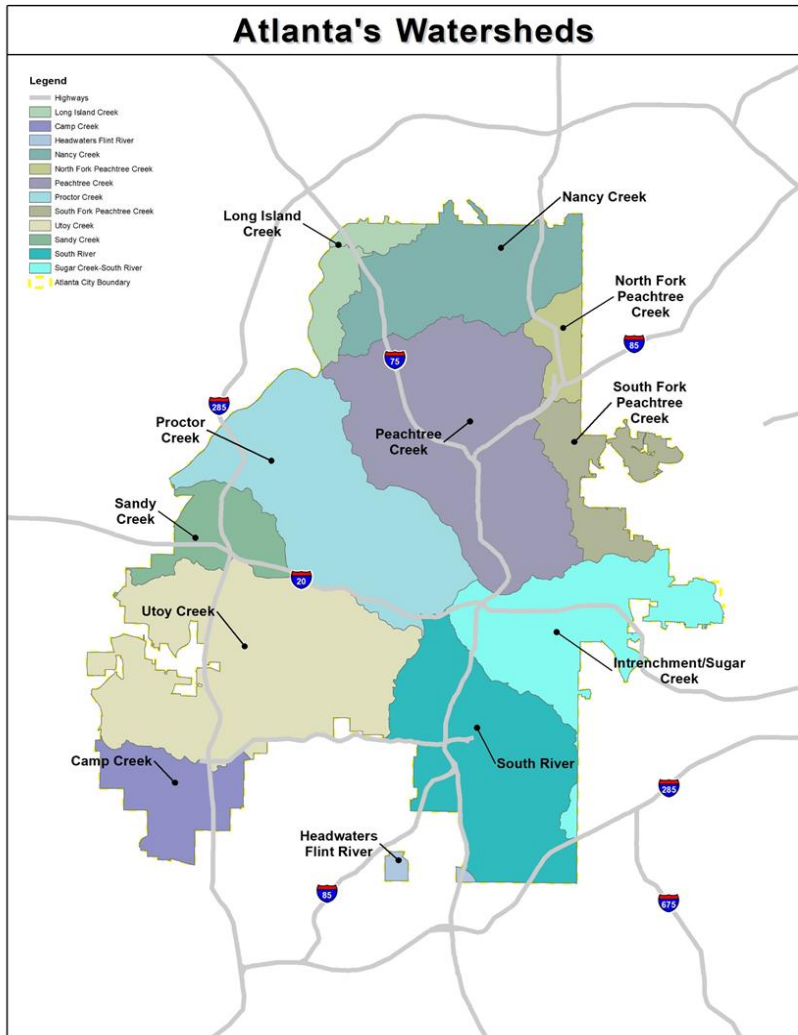 Atlanta's Watersheds
Legend
Highways
Long Island Creek
Camp Creek
Headwaters Flint River
Nancy Creek
North Fork Peachtree Creek
Peachtree Creek
Proctor Creek
South Fork Peachtree Creek
Utoy Creek
Sandy Creek
South River
Sugar Creek-South River
Atlanta City Boundary
Nancy Creek
Long Island
Creek
North Fork
Peachtree
Creek
85
75
South Fork
Peachtree
Creek
285
Proctor
Creek
Peachtree
Creek
Sandy
Creek
20
Utoy Creek
Intrenchment/Sugar
Creek
Camp Creek
South River
285
Headwaters
Flint River
85
675